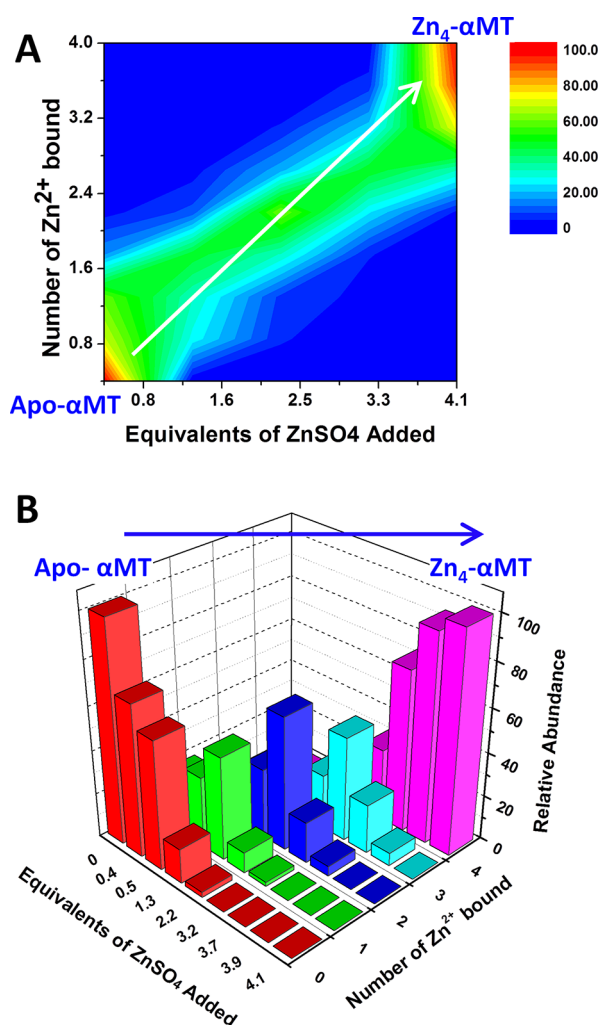 A
Zn4-αMT
4.0
3.2
2.4
1.6
0.8
Number of Zn2+ bound
100.0
80.00
60.00
40.00
20.00
0
Apo-αMT
0.8 1.6 2.5 3.3 4.1
Equivalents of ZnSO4 Added
B
Apo- αMT
Zn4-αMT
100
80
60
40
20
0
Relative Abundance
0 0.4 0.5 1.3 2.2 3.2 3.7 3.9 4.1
Equivalents of ZnSO4 Added
0 1 2 3 4
Number of Zn2+ bound